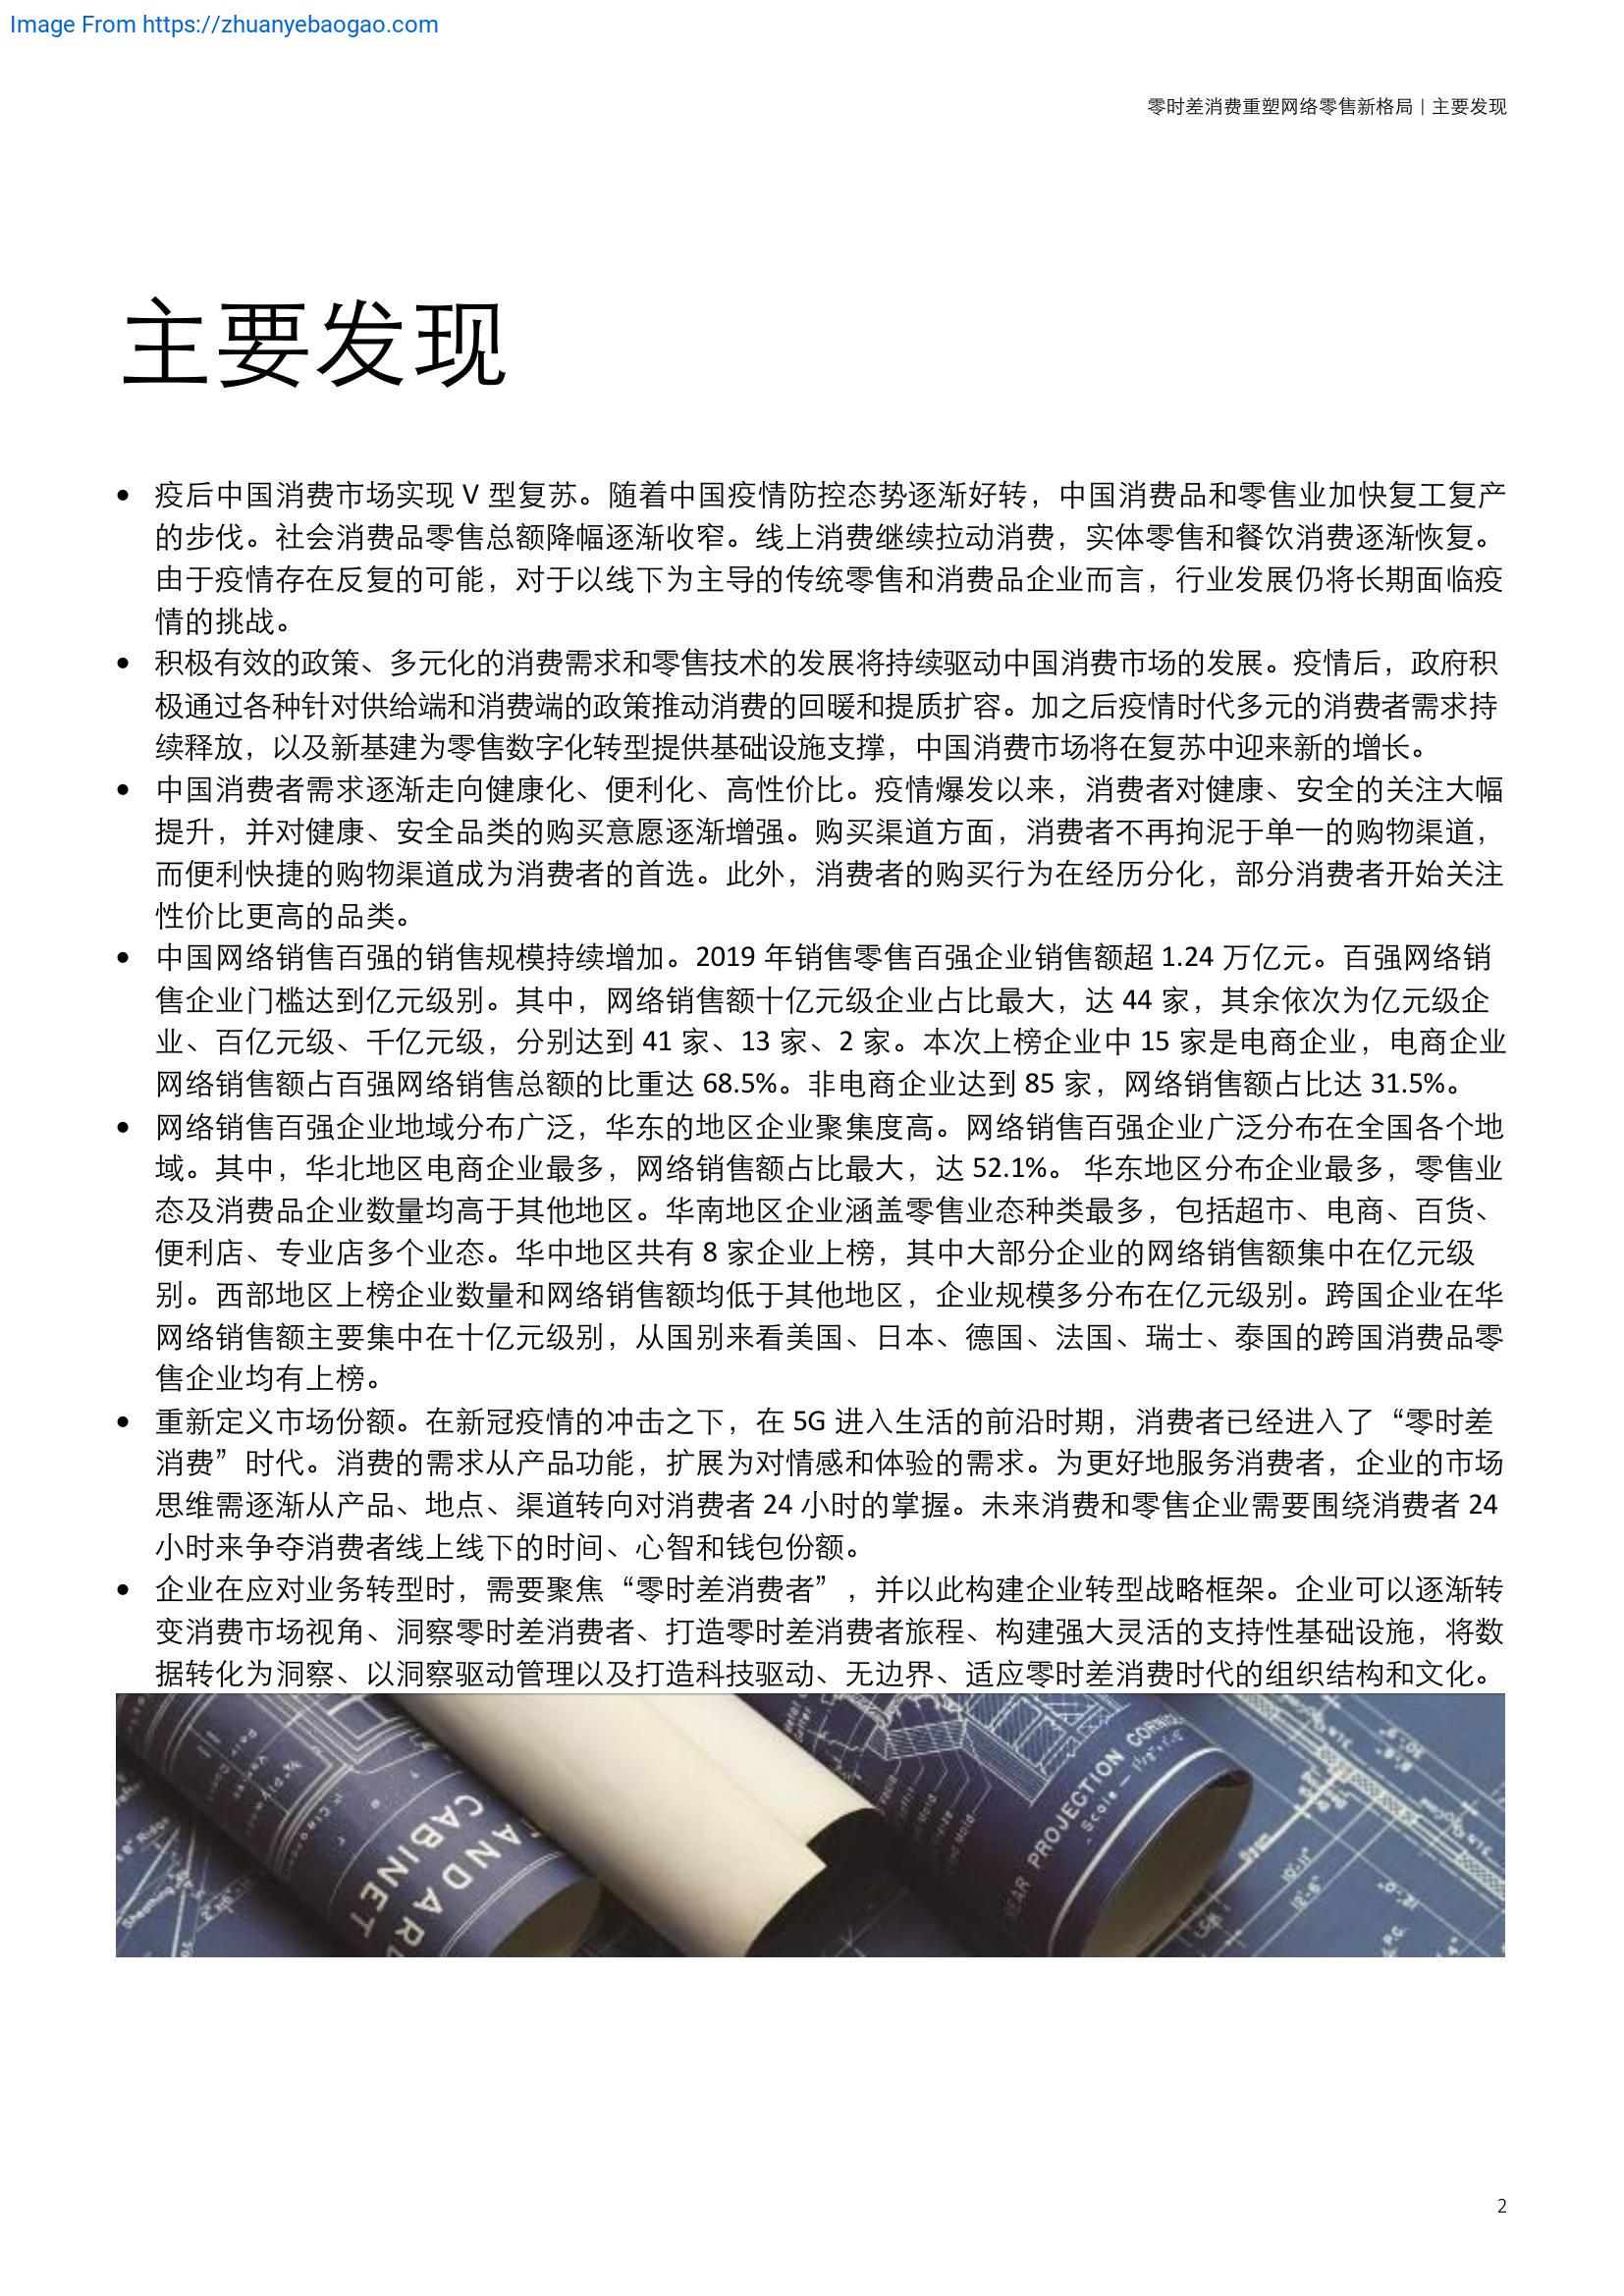 Image From https://zhuanyebaogao.com
零时差消费重塑网络零售新格局 | 主要发现
主要发现
• 疫后中国消费市场实现 V 型复苏。随着中国疫情防控态势逐渐好转，中国消费品和零售业加快复工复产
的步伐。社会消费品零售总额降幅逐渐收窄。线上消费继续拉动消费，实体零售和餐饮消费逐渐恢复。
由于疫情存在反复的可能，对于以线下为主导的传统零售和消费品企业而言，行业发展仍将长期面临疫
情的挑战。
• 积极有效的政策、多元化的消费需求和零售技术的发展将持续驱动中国消费市场的发展。疫情后，政府积
极通过各种针对供给端和消费端的政策推动消费的回暖和提质扩容。加之后疫情时代多元的消费者需求持
续释放，以及新基建为零售数字化转型提供基础设施支撑，中国消费市场将在复苏中迎来新的增长。
• 中国消费者需求逐渐走向健康化、便利化、高性价比。疫情爆发以来，消费者对健康、安全的关注大幅
提升，并对健康、安全品类的购买意愿逐渐增强。购买渠道方面，消费者不再拘泥于单一的购物渠道，
而便利快捷的购物渠道成为消费者的首选。此外，消费者的购买行为在经历分化，部分消费者开始关注
性价比更高的品类。
• 中国网络销售百强的销售规模持续增加。2019 年销售零售百强企业销售额超 1.24 万亿元。百强网络销
售企业门槛达到亿元级别。其中，网络销售额十亿元级企业占比最大，达 44 家，其余依次为亿元级企
业、百亿元级、千亿元级，分别达到 41 家、13 家、2 家。本次上榜企业中 15 家是电商企业，电商企业
网络销售额占百强网络销售总额的比重达 68.5%。非电商企业达到 85 家，网络销售额占比达 31.5%。
• 网络销售百强企业地域分布广泛，华东的地区企业聚集度高。网络销售百强企业广泛分布在全国各个地
域。其中，华北地区电商企业最多，网络销售额占比最大，达 52.1%。 华东地区分布企业最多，零售业
态及消费品企业数量均高于其他地区。华南地区企业涵盖零售业态种类最多，包括超市、电商、百货、
便利店、专业店多个业态。华中地区共有 8 家企业上榜，其中大部分企业的网络销售额集中在亿元级
别。西部地区上榜企业数量和网络销售额均低于其他地区，企业规模多分布在亿元级别。跨国企业在华
网络销售额主要集中在十亿元级别，从国别来看美国、日本、德国、法国、瑞士、泰国的跨国消费品零
售企业均有上榜。
• 重新定义市场份额。在新冠疫情的冲击之下，在 5G 进入生活的前沿时期，消费者已经进入了“零时差
消费”时代。消费的需求从产品功能，扩展为对情感和体验的需求。为更好地服务消费者，企业的市场
思维需逐渐从产品、地点、渠道转向对消费者 24 小时的掌握。未来消费和零售企业需要围绕消费者 24
小时来争夺消费者线上线下的时间、心智和钱包份额。
• 企业在应对业务转型时，需要聚焦“零时差消费者”，并以此构建企业转型战略框架。企业可以逐渐转
变消费市场视角、洞察零时差消费者、打造零时差消费者旅程、构建强大灵活的支持性基础设施，将数
据转化为洞察、以洞察驱动管理以及打造科技驱动、无边界、适应零时差消费时代的组织结构和文化。
CABINET
PROJECTION
Scale
2